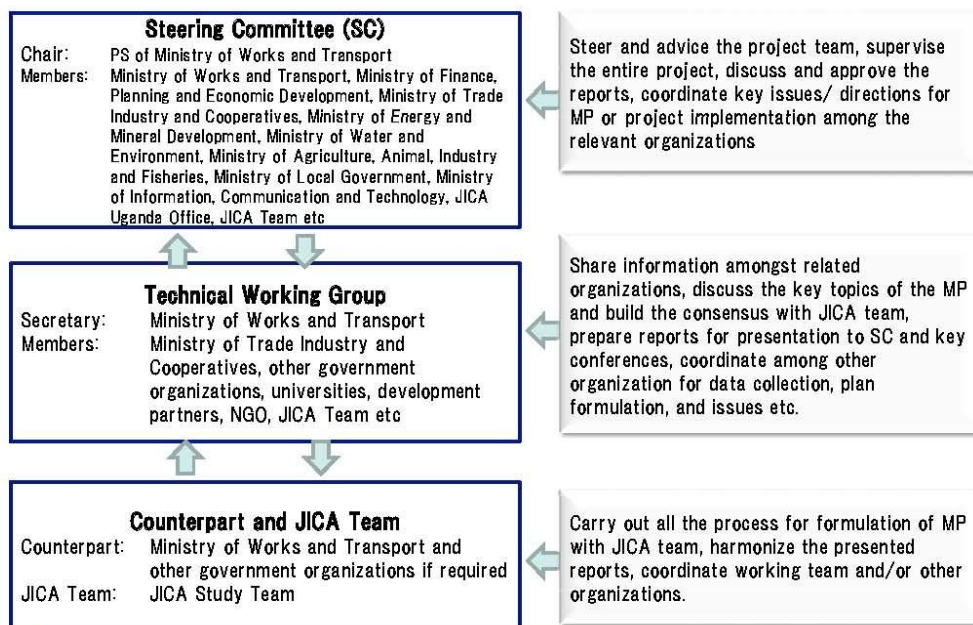 Steering Committee (SC)
Chair: PS of Ministry of Works and Transport
Members: Ministry of Works and Transport, Ministry of Finance,
Planning and Economic Development, Ministry of Trade
Industry and Cooperatives, Ministry of Energy and
Mineral Development, Ministry of Water and
Environment, Ministry of Agriculture, Animal, Industry
and Fisheries, Ministry of Local Government, Ministry
of Information, Communication and Technology, JICA
Uganda Office, JICA Team etc
Steer and advice the project team, supervise
the entire project, discuss and approve the
reports, coordinate key issues/ directions for
MP or project implementation among the
relevant organizations
Technical Working Group
Secretary: Ministry of Works and Transport
Members: Ministry of Trade Industry and
Cooperatives, other government
organizations, universities, development
partners, NGO, JICA Team etc
Share information amongst related
organizations, discuss the key topics of the MP
and build the consensus with JICA team,
prepare reports for presentation to SC and key
conferences, coordinate among other
organization for data collection, plan
formulation, and issues etc.
Counterpart and JICA Team
Counterpart: Ministry of Works and Transport and
other government organizations if required
JICA Team: JICA Study Team
Carry out all the process for formulation of MP
with JICA team, harmonize the presented
reports, coordinate working team and/or other
organizations.